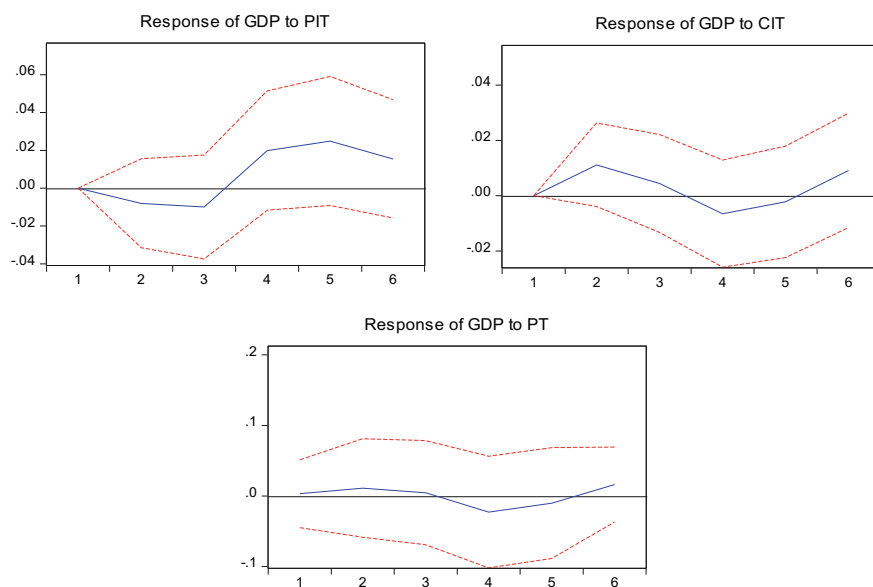 Response of GDP to PIT
.06
.04
.02
.00
-.02
-.04
1 2 3 4 5 6
Response of GDP to CIT
.04
.02
.00
-.02
1 2 3 4 5 6
Response of GDP to PT
.2
.1
.0
-.1
1 2 3 4 5 6